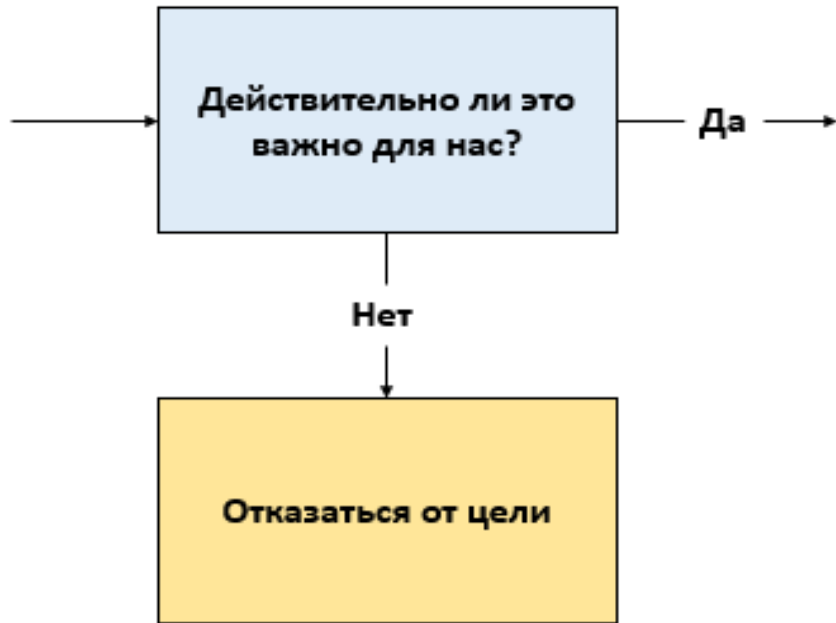 Действительно ли это
важно для нас?
Да
Нет
Отказаться от цели